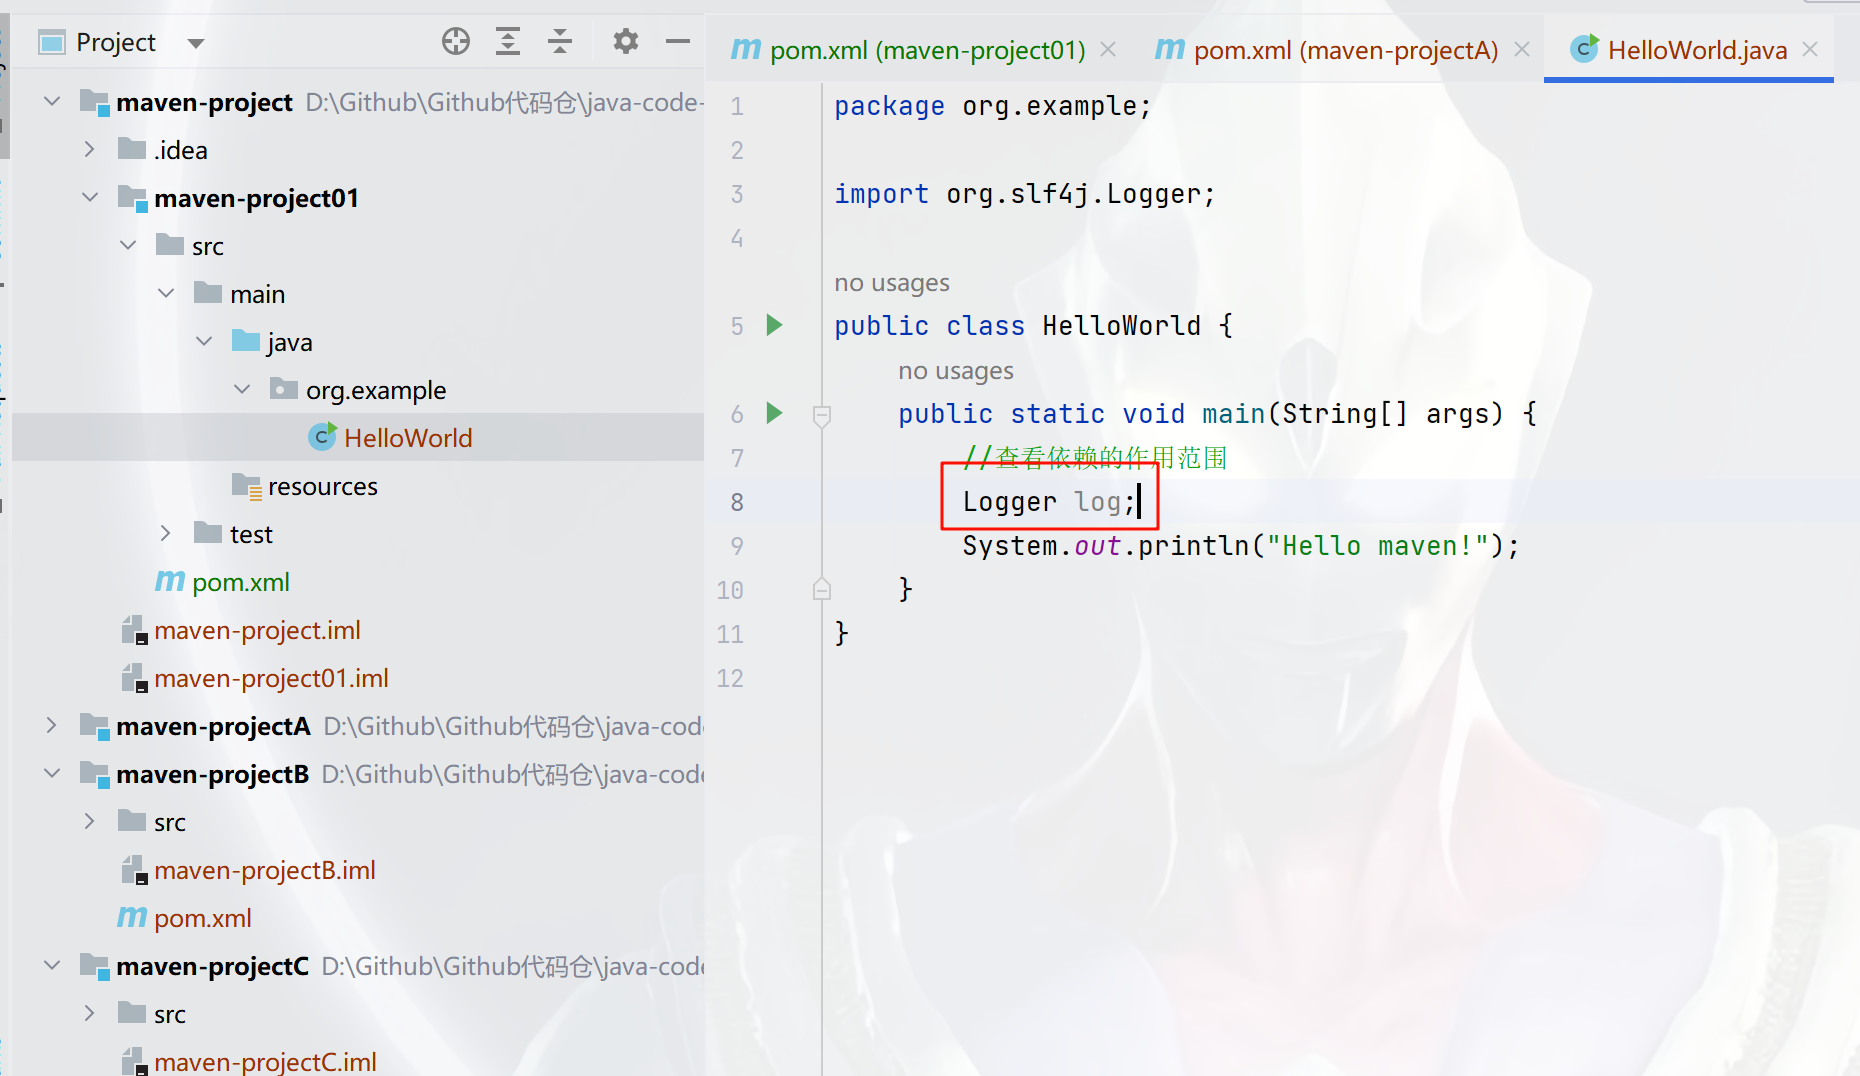 Project
maven-project D:\Github\Github代码仓\java-code-
.idea
maven-project01
src
main
java
org.example
HelloWorld
resources
test
pom.xml
maven-project.iml
maven-project01.iml
maven-projectA D:\Github\Github代码仓\java-code
maven-projectB D:\Github\Github代码仓\java-code
src
maven-projectB.iml
pom.xml
maven-projectC D:\Github\Github代码仓\java-code
src
maven-projectC.iml
pom.xml (maven-project01)
pom.xml (maven-projectA)
HelloWorld.java
1 package org.example;
2
3 import org.slf4j.Logger;
4
no usages
5 public class HelloWorld {
no usages
6 public static void main(String[] args) {
7 //查看依赖的作用范围
8 Logger log;
9 System.out.println("Hello maven!");
10 }
11 }
12